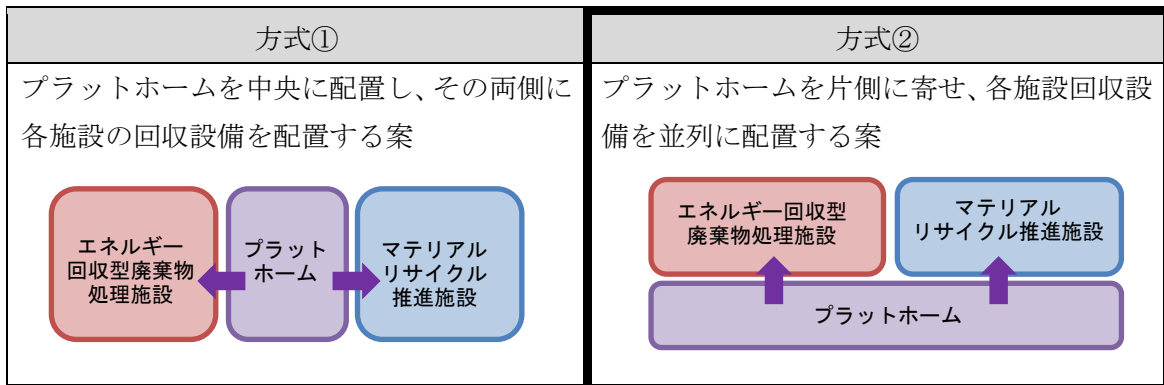 方式①
プラットホームを中央に配置し、その両側に
各施設の回収設備を配置する案
エネルギー
回収型廃棄物
処理施設
プラット
ホーム
マテリアル
リサイクル
推進施設
方式②
プラットホームを片側に寄せ、各施設回収設
備を並列に配置する案
エネルギー回収型
廃棄物処理施設
マテリアル
リサイクル推進施設
プラットホーム